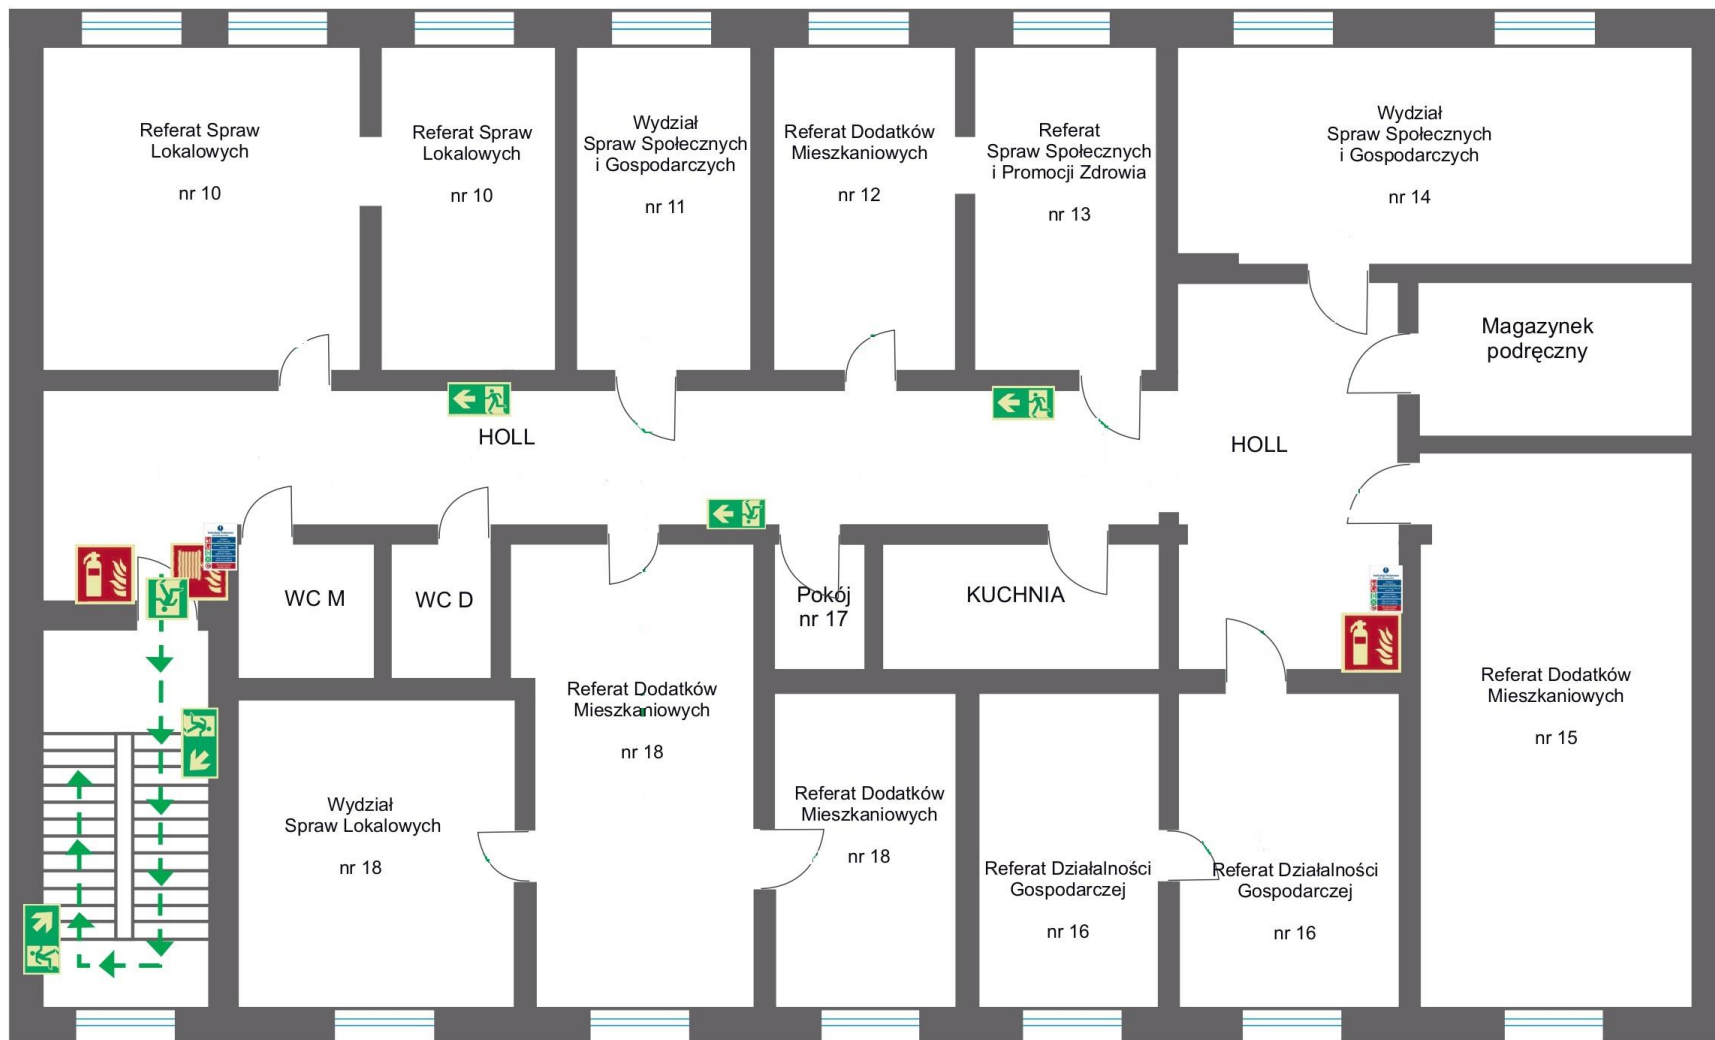 Referat Spraw
Lokalowych
nr 10
Referat Spraw
Lokalowych
nr 10
Wydział
Spraw Społecznych
i Gospodarczych
nr 11
Referat Dodatków
Mieszkaniowych
nr 12
Referat
Spraw Społecznych
i Promocji Zdrowia
nr 13
Wydział
Spraw Społecznych
i Gospodarczych
nr 14
Magazynek
podręczny
HOLL
HOLL
WC M
WC D
Pokój
nr 17
KUCHNIA
Referat Dodatków
Mieszkaniowych
nr 18
Referat Dodatków
Mieszkaniowych
nr 15
Wydział
Spraw Lokalowych
nr 18
Referat Dodatków
Mieszkaniowych
nr 18
Referat Działalności
Gospodarczej
nr 16
Referat Działalności
Gospodarczej
nr 16